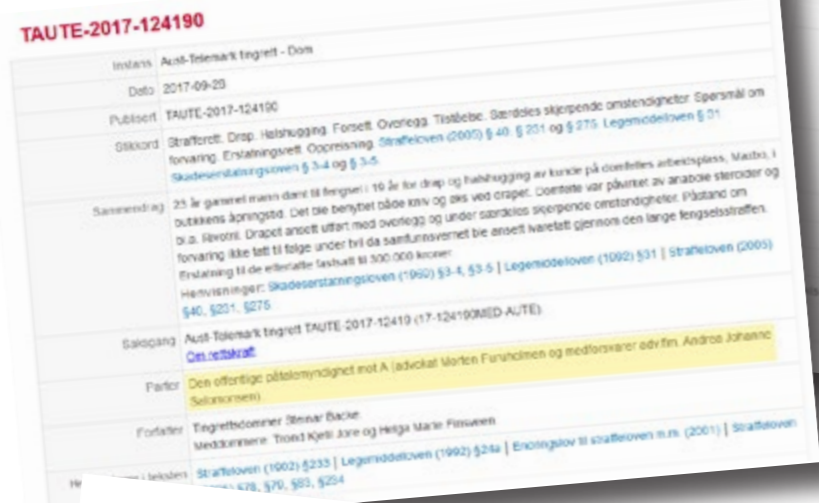 TAUTE-2017-124190
Instans Aust-Telemark tingrett - Dom
Dato 2017-09-28
Publisert TAUTE-2017-124190
Stikkord Strafferett. Drap. Halshugging. Forsett. Overlegg. Tilståelse. Særdeles skjerpende omstendigheter. Spørsmål om
forvaring. Erstatningsrett. Oppreisning. Straffeloven (2005) § 40, § 231 og § 275. Legemiddelloven § 31.
Skadeserstatningsloven § 3-4 og § 3-5.
Sammendrag 23 år gammel mann dømt til fengsel i 19 år for drap og halshugging av kunde på domfeltes arbeidsplass, Maxbo, i
butikkens åpningstid. Det ble benyttet både kniv og øks ved drapet. Domfelte var påvirket av anabole steroider og
bl.a. Rivotril. Drapet ansett utført med overlegg og under særdeles skjerpende omstendigheter. Påstand om
forvaring ikke tatt til følge under tvil da samfunnsvernet ble ansett ivaretatt gjennom den lange fengselsstraffen.
Erstatning til de etterlatte fastsatt til 300.000 kroner.
Henvisninger: Skadeserstatningsloven (1969) §3-4, §3-5 | Legemiddelloven (1992) §31 | Straffeloven (2005)
§40, §231, §275
Saksgang Aust-Telemark tingrett TAUTE-2017-12419 (17-124190MED-AUTE).
Om rettskraft
Parter Den offentlige påtalemyndighet mot A (advokat Morten Furuholmen og medforsvarer adv.flm. Andrea Johanne
Salomonsen).
Forfatter Tingrettsdommer Steinar Backe.
Meddommere: Trond Kjell Jore og Helga Marie Finsveen
i teksten Straffeloven (1902) §233 | Legemiddelloven (1992) §24a | Endringslov til straffeloven m.m. (2001) | Straffeloven
§78, §79, §83, §234